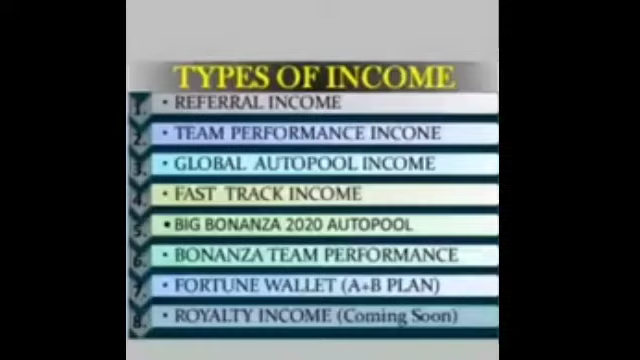 TYPES OF INCOME
1. • REFERRAL INCOME
2. • TEAM PERFORMANCE INCONE
3. • GLOBAL AUTOPOOL INCOME
4. • FAST TRACK INCOME
5. • BIG BONANZA 2020 AUTOPOOL
6. • BONANZA TEAM PERFORMANCE
7. • FORTUNE WALLET (A+B PLAN)
8. • ROYALTY INCOME (Coming Soon)